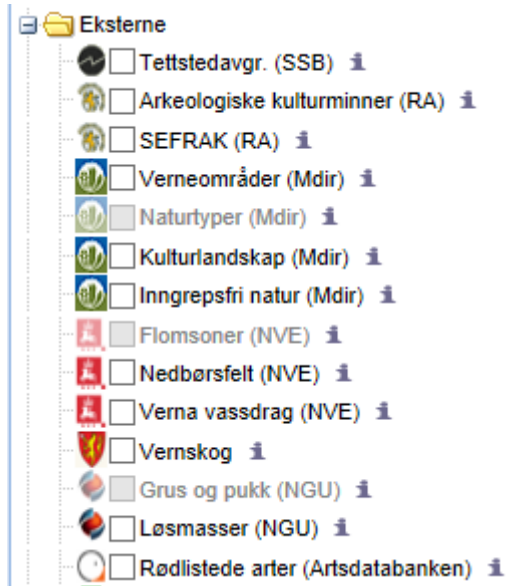 Eksterne
Tettstedavgr. (SSB)
Arkeologiske kulturminner (RA)
SEFRAK (RA)
Verneområder (Mdir)
Naturtyper (Mdir)
Kulturlandskap (Mdir)
Inngrepsfri natur (Mdir)
Flomsoner (NVE)
Nedbørsfelt (NVE)
Verna vassdrag (NVE)
Vernskog
Grus og pukk (NGU)
Løsmasser (NGU)
Rødlistede arter (Artsdatabanken)